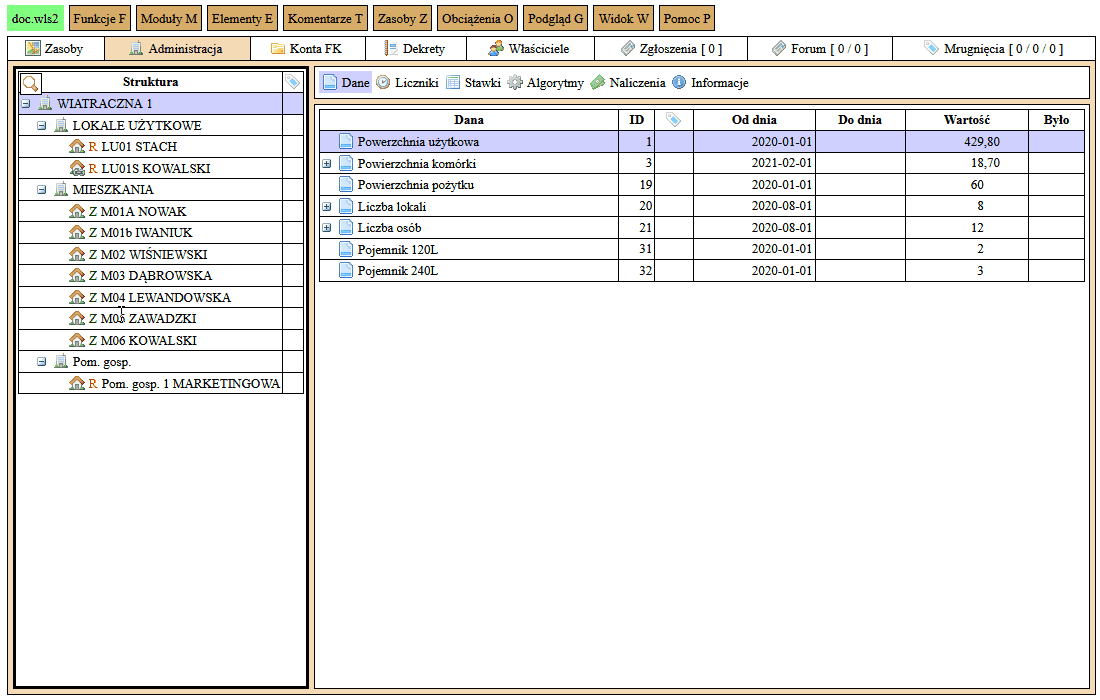 doc.wls2 Funkcje F Moduły M Elementy E Komentarze T Zasoby Z Obciążenia O Podgląd G Widok W Pomoc P
Zasoby Administracja Konta FK Dekrety Właściciele Zgłoszenia [ 0 ] Forum [ 0 / 0 ] Mrugnięcia [ 0 / 0 / 0 ]
Struktura
WIATRACZNA 1
LOKALE UŻYTKOWE
R LU01 STACH
R LU01S KOWALSKI
MIESZKANIA
Z M01A NOWAK
Z M01b IWANIUK
Z M02 WIŚNIEWSKI
Z M03 DĄBROWSKA
Z M04 LEWANDOWSKA
Z M05 ZAWADZKI
Z M06 KOWALSKI
Pom. gosp.
R Pom. gosp. 1 MARKETINGOWA
Dane Liczniki Stawki Algorytmy Naliczenia Informacje
Dana ID Od dnia Do dnia Wartość Było
Powerzchnia użytkowa 1 2020-01-01 429,80
Powierzchnia komórki 3 2021-02-01 18,70
Powierzchnia pożytku 19 2020-01-01 60
Liczba lokali 20 2020-08-01 8
Liczba osób 21 2020-08-01 12
Pojemnik 120L 31 2020-01-01 2
Pojemnik 240L 32 2020-01-01 3